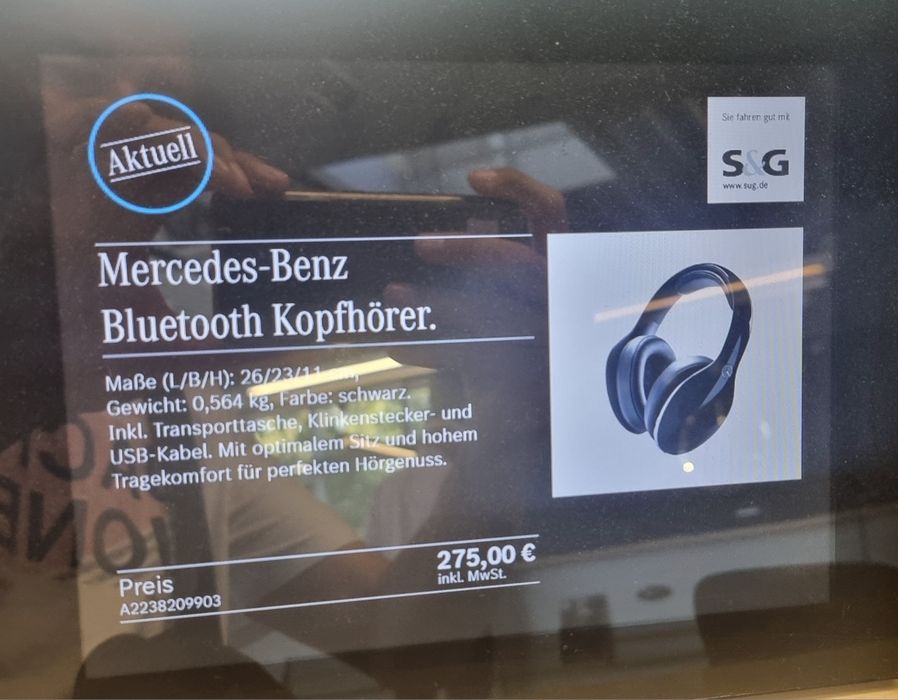 Aktuell
Sie fahren gut mit
S&G
www.sug.de
Mercedes-Benz
Bluetooth Kopfhörer.
Maße (L/B/H): 26/23/11 cm,
Gewicht: 0,564 kg, Farbe: schwarz.
Inkl. Transporttasche, Klinkenstecker- und
USB-Kabel. Mit optimalem Sitz und hohem
Tragekomfort für perfekten Hörgenuss.
275,00 €
inkl. MwSt.
Preis
A2238209903